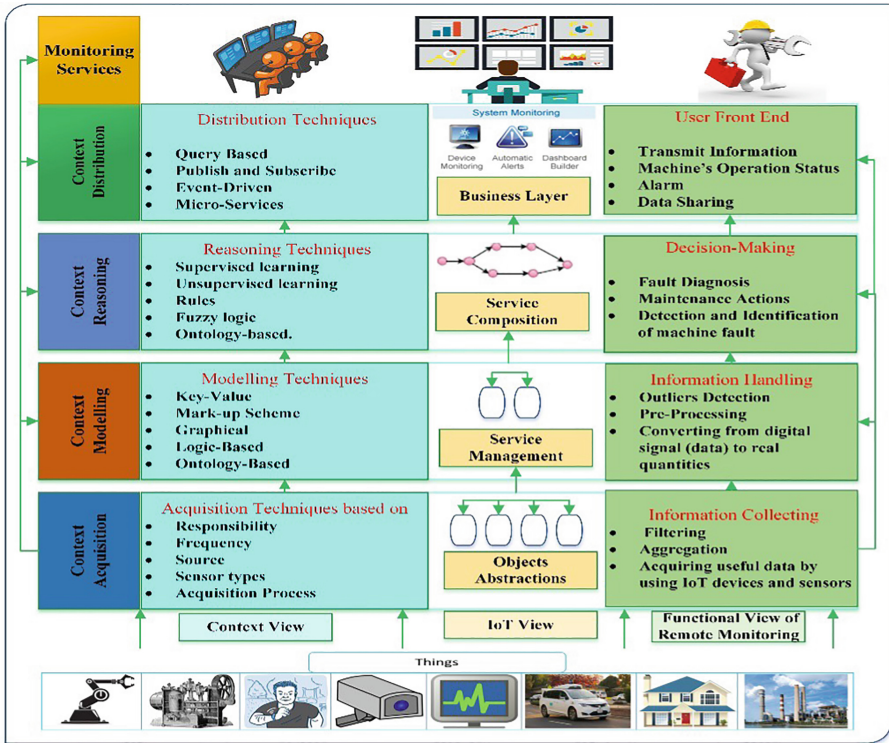 Monitoring
Services
System Monitoring
Device
Monitoring
Automatic
Alerts
Dashboard
Builder
Context
Distribution
Distribution Techniques
• Query Based
• Publish and Subscribe
• Event-Driven
• Micro-Services
Business Layer
User Front End
• Transmit Information
• Machine's Operation Status
• Alarm
• Data Sharing
Context
Reasoning
Reasoning Techniques
• Supervised learning
• Unsupervised learning
• Rules
• Fuzzy logic
• Ontology-based.
Service
Composition
Decision-Making
• Fault Diagnosis
• Maintenance Actions
• Detection and Identification
of machine fault
Context
Modelling
Modelling Techniques
• Key-Value
• Mark-up Scheme
• Graphical
• Logic-Based
• Ontology-Based
Service
Management
Information Handling
• Outliers Detection
• Pre-Processing
• Converting from digital
signal (data) to real
quantities
Context
Acquisition
Acquisition Techniques based on
• Responsibility
• Frequency
• Source
• Sensor types
• Acquisition Process
Objects
Abstractions
Information Collecting
• Filtering
• Aggregation
• Acquiring useful data by
using IoT devices and sensors
Context View
IoT View
Functional View of
Remote Monitoring
Things